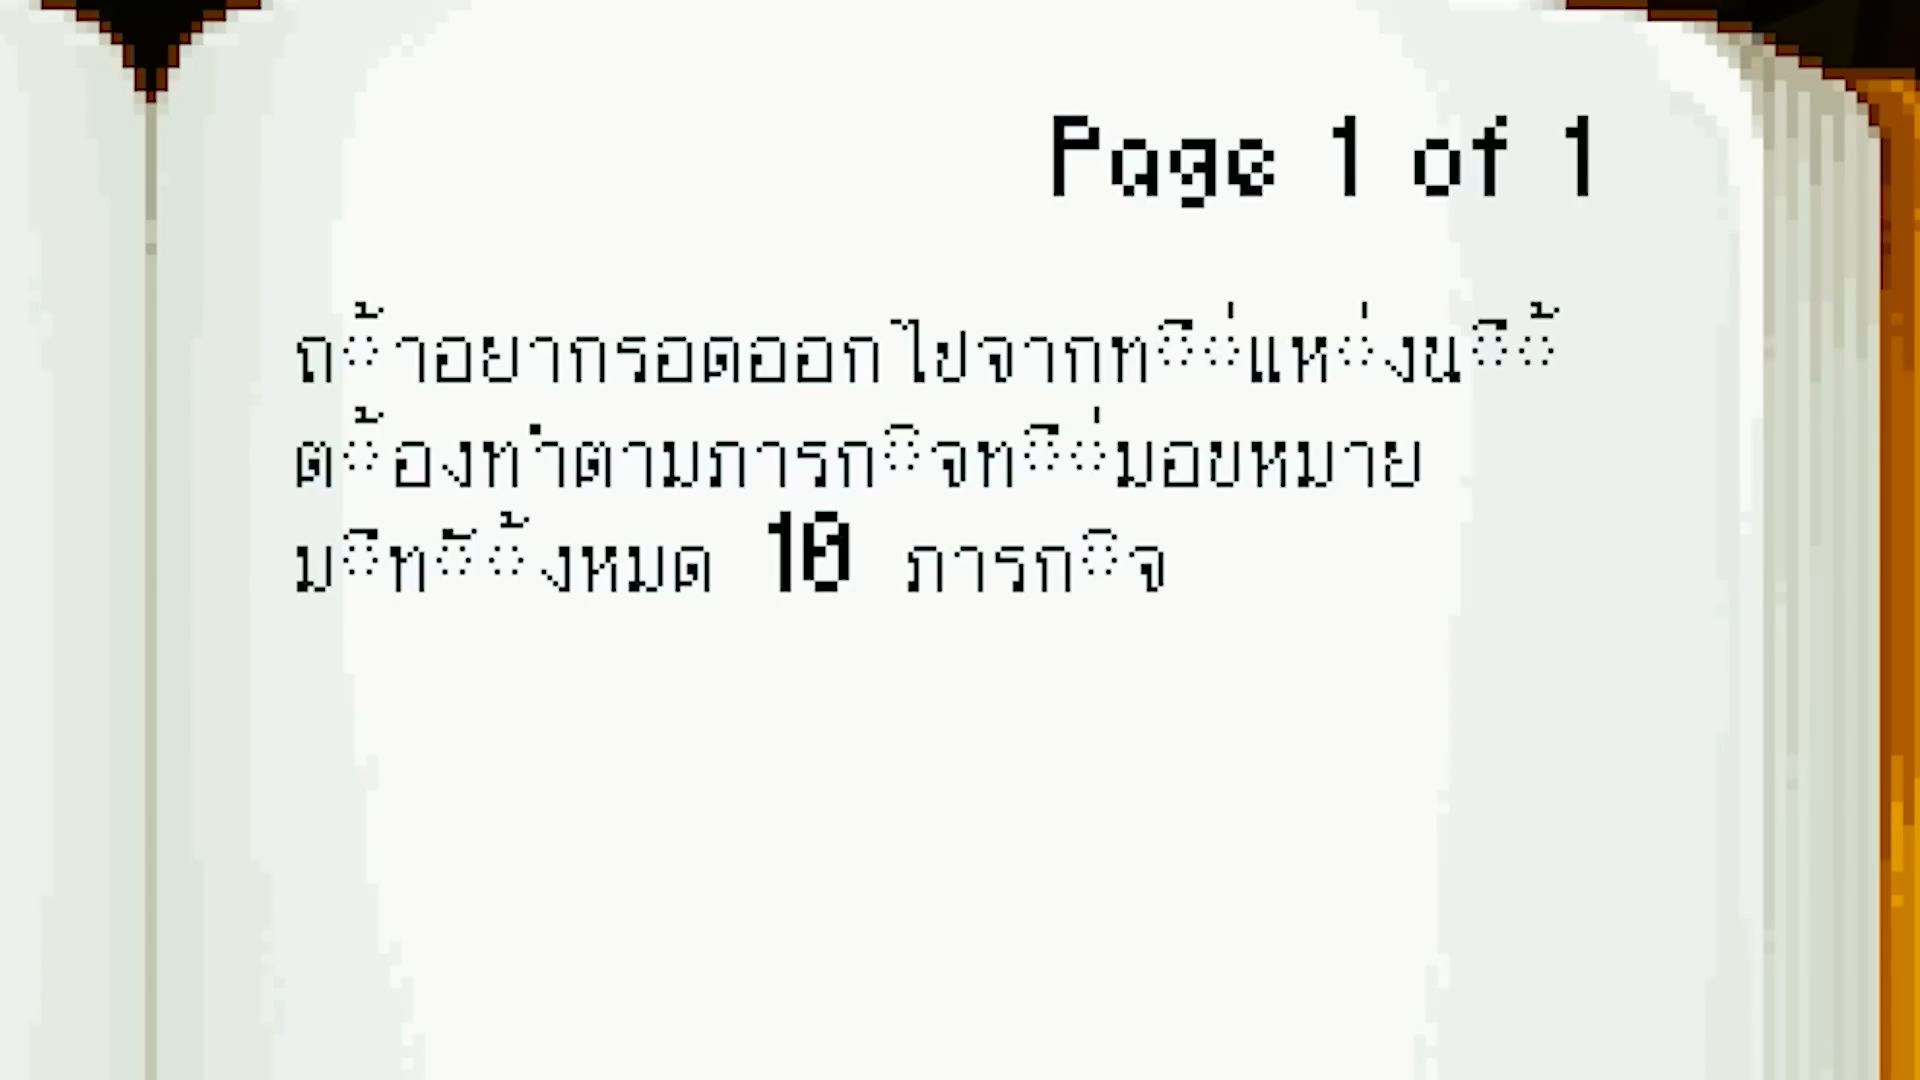 Page 1 of 1
ถ้าอยากรอดออกไปจากที่แห่งนี้
ต้องทำตามภารกิจที่มอบหมาย
มีทั้งหมด 10 ภารกิจ